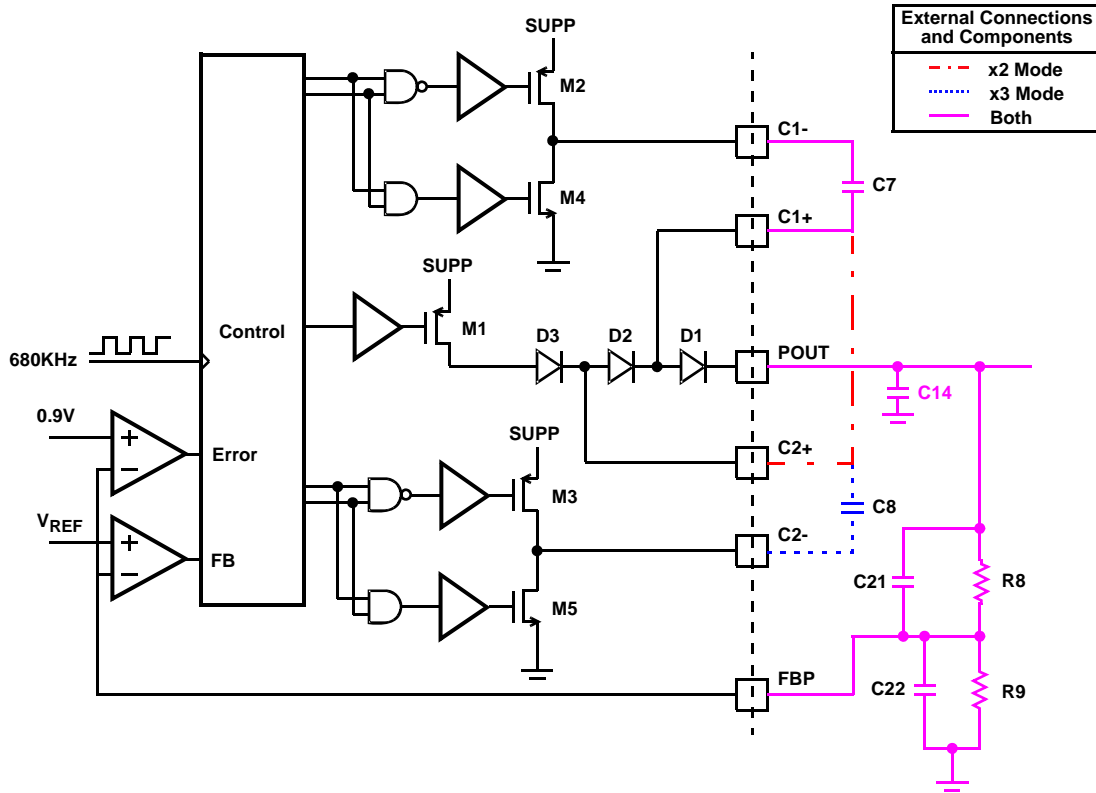 External Connections
and Components
x2 Mode
x3 Mode
Both
SUPP
M2
C1-
C7
M4
C1+
SUPP
M1
Control
D3
D2
D1
POUT
680KHz
C14
0.9V
SUPP
C2+
Error
M3
C8
VREF
C2-
FB
C21
R8
M5
FBP
C22
R9